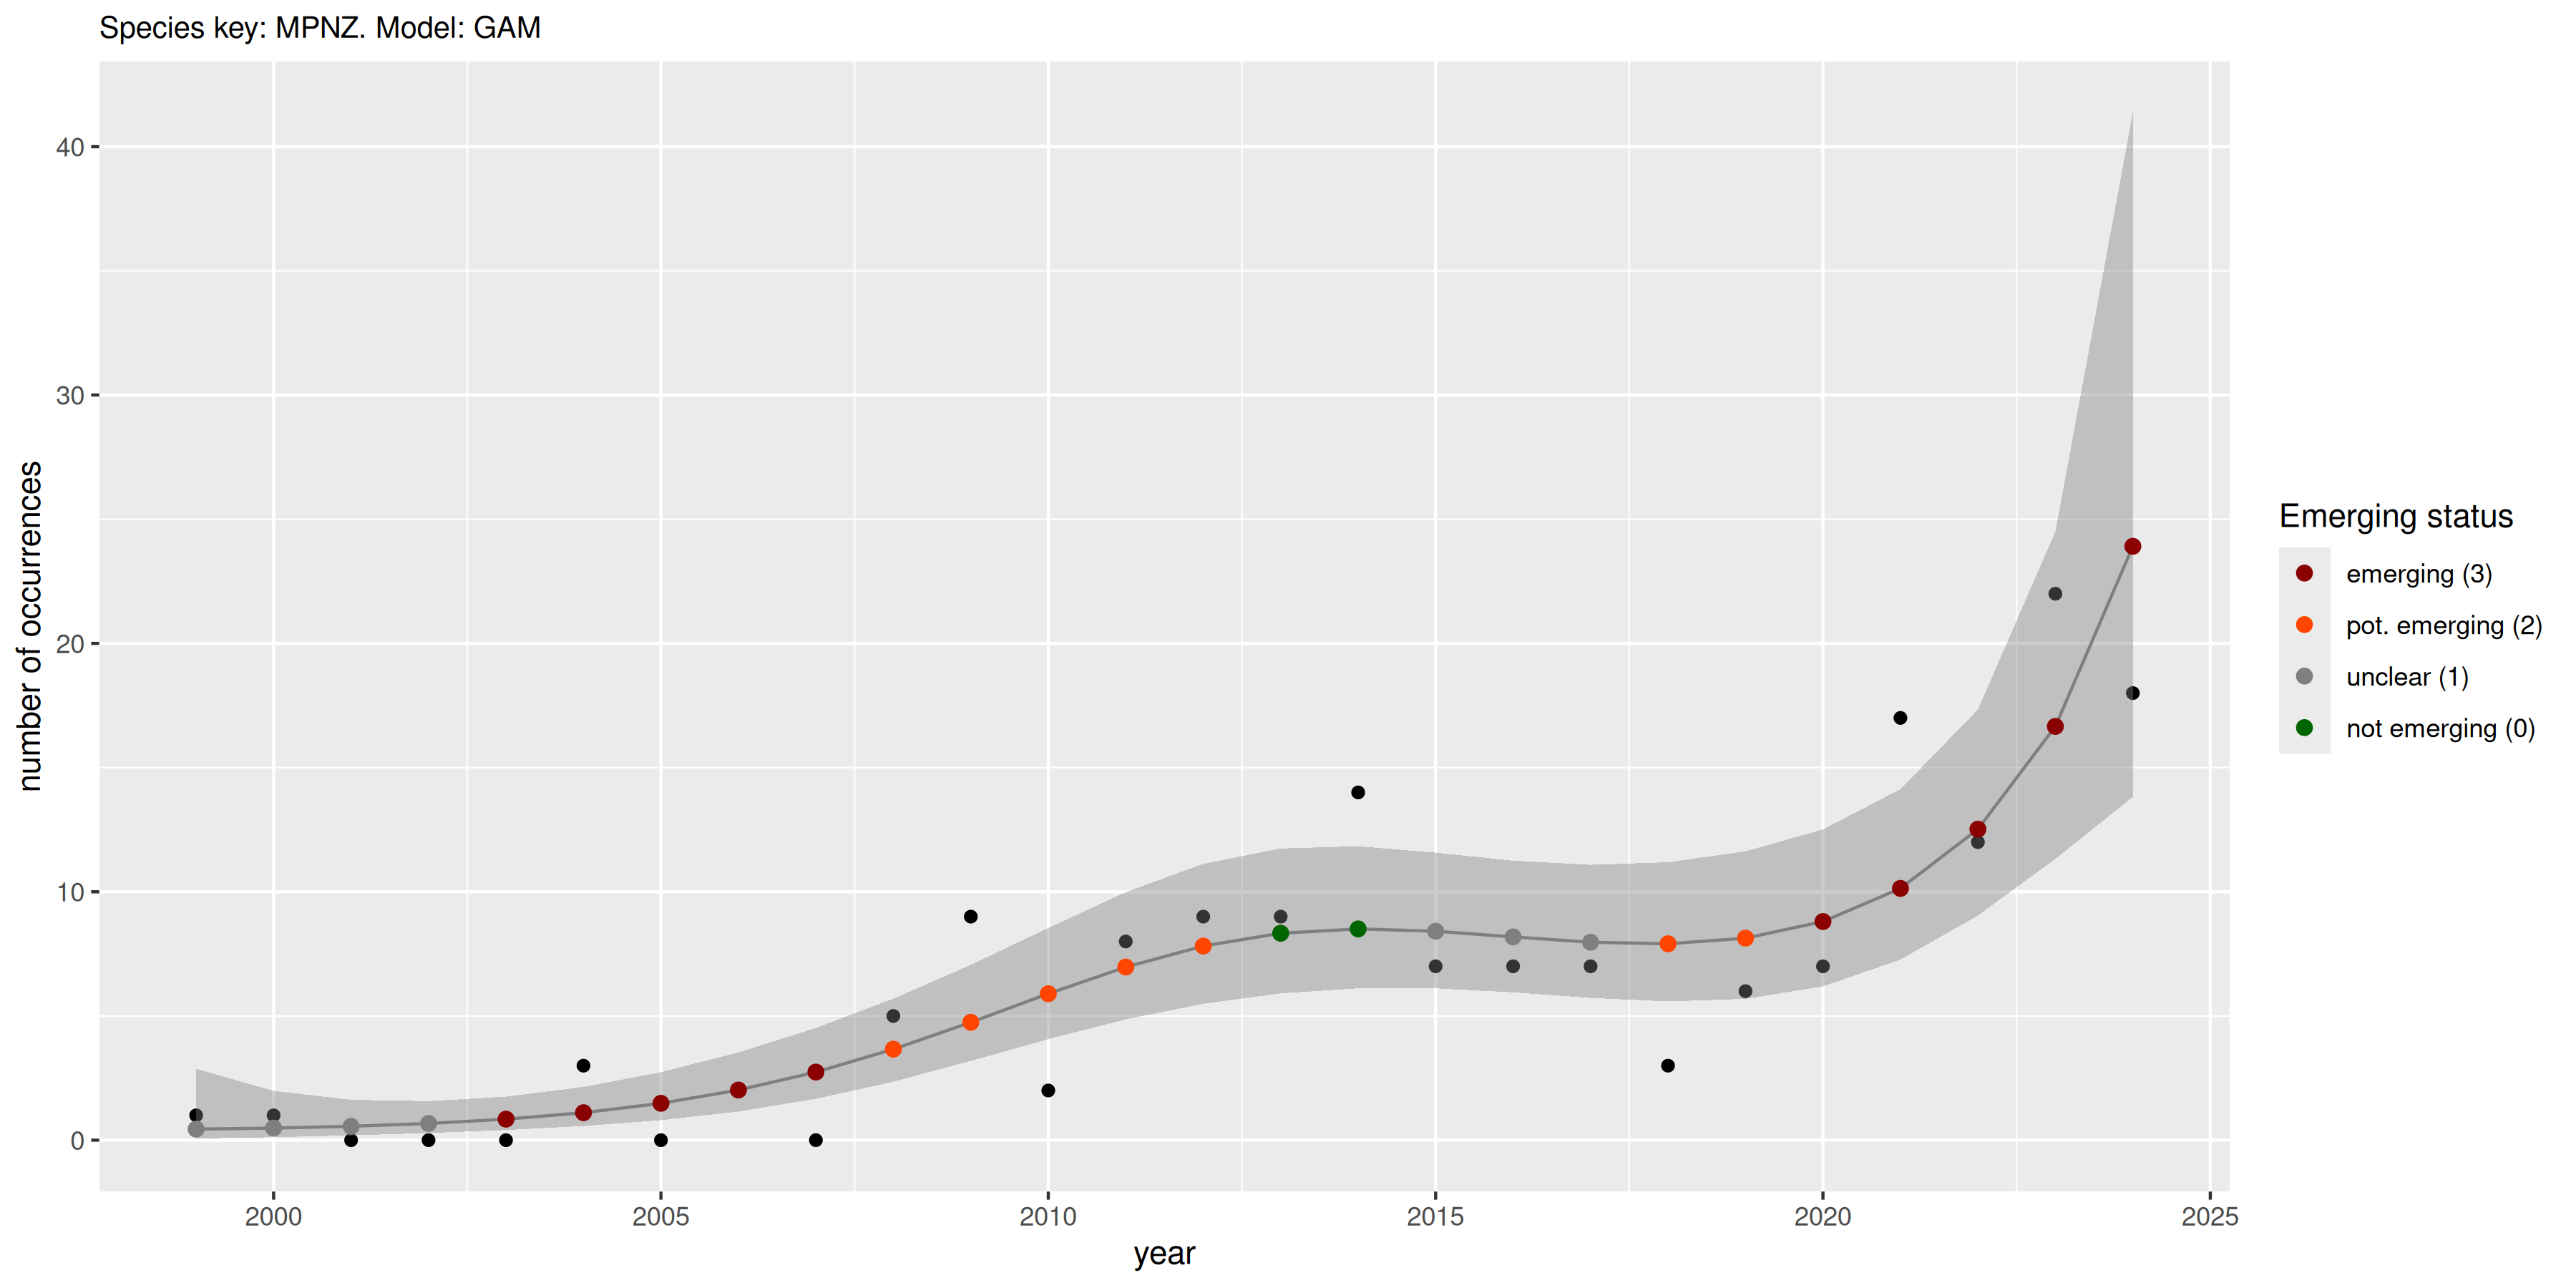 Species key: MPNZ. Model: GAM
number of occurrences
40
30
20
10
0
2000
2005
2010
2015
2020
2025
year
Emerging status
emerging (3)
pot. emerging (2)
unclear (1)
not emerging (0)